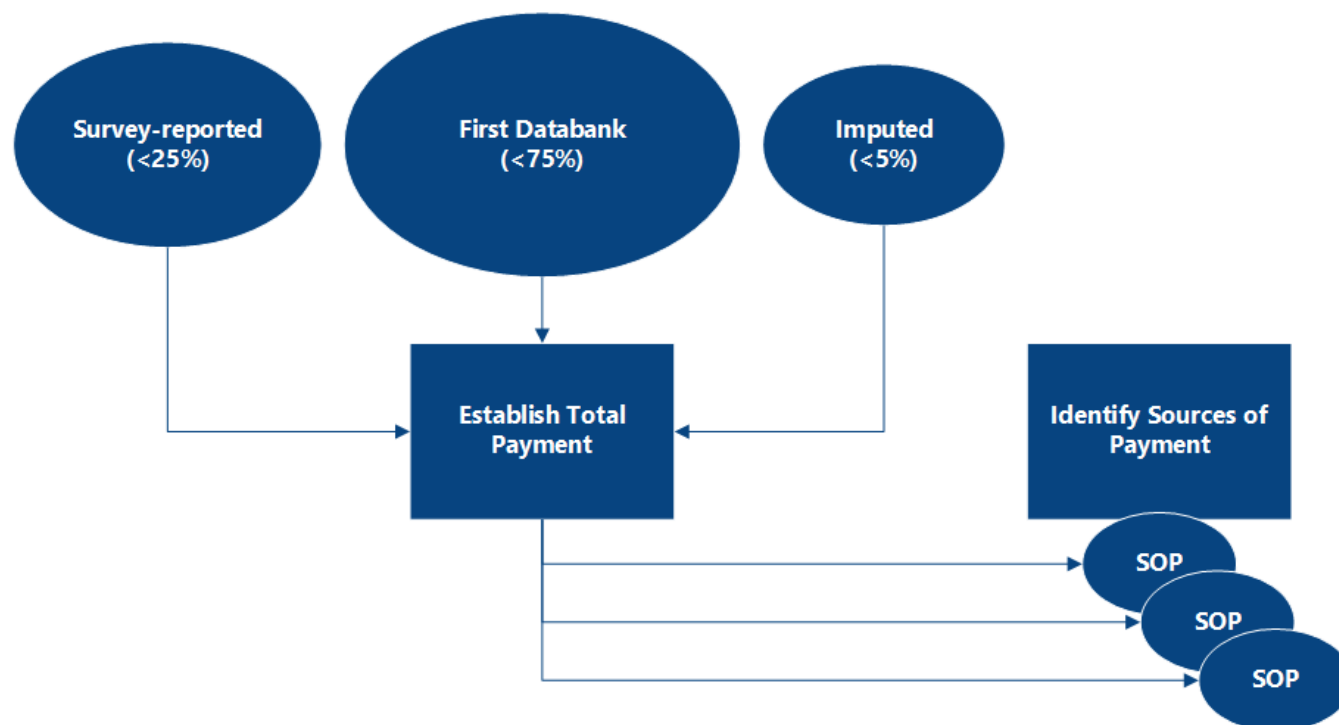 Survey-reported
(<25%)
First Databank
(<75%)
Imputed
(<5%)
Establish Total
Payment
Identify Sources of
Payment
SOP
SOP
SOP